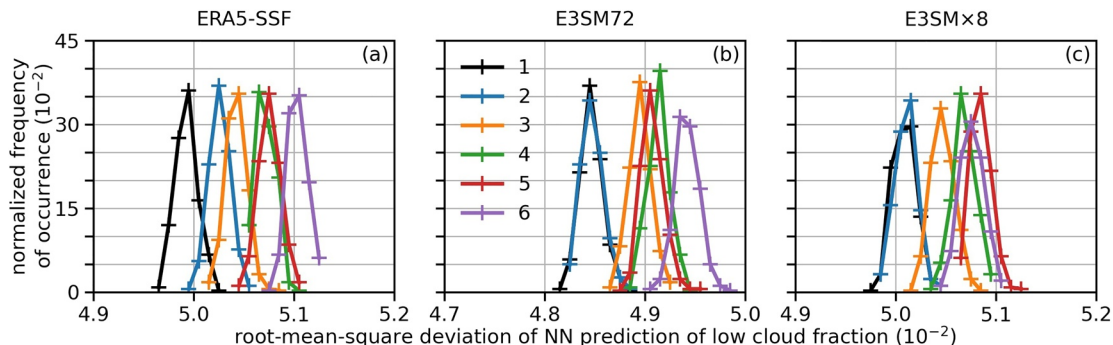 ERA5-SSF
E3SM72
E3SM×8
(a)
(b)
(c)
normalized frequency
of occurrence (10⁻²)
45
30
15
0
1
2
3
4
5
6
4.9 5.0 5.1 5.2
4.7 4.8 4.9 5.0
4.9 5.0 5.1 5.2
root-mean-square deviation of NN prediction of low cloud fraction (10⁻²)